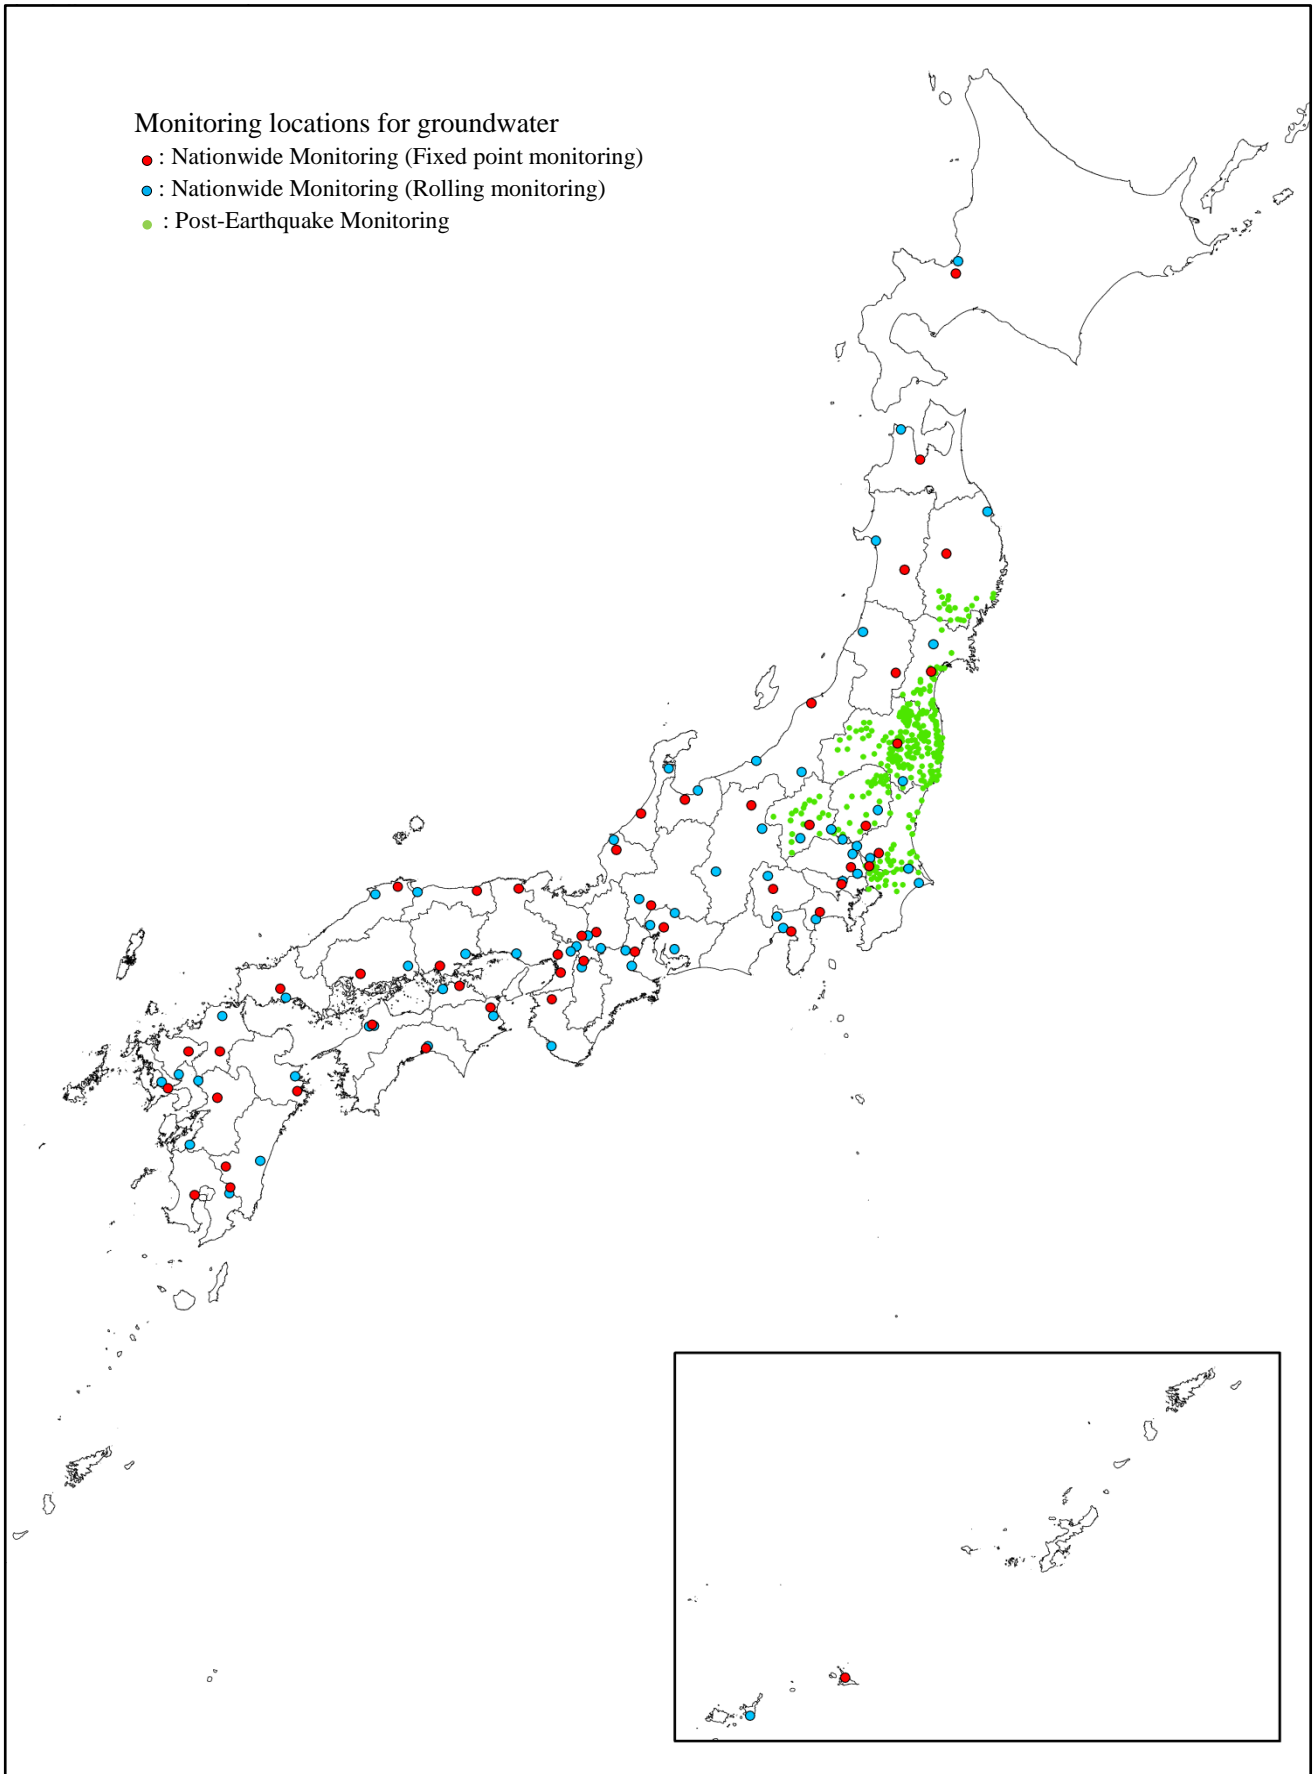 Monitoring locations for groundwater
: Nationwide Monitoring (Fixed point monitoring)
: Nationwide Monitoring (Rolling monitoring)
: Post-Earthquake Monitoring